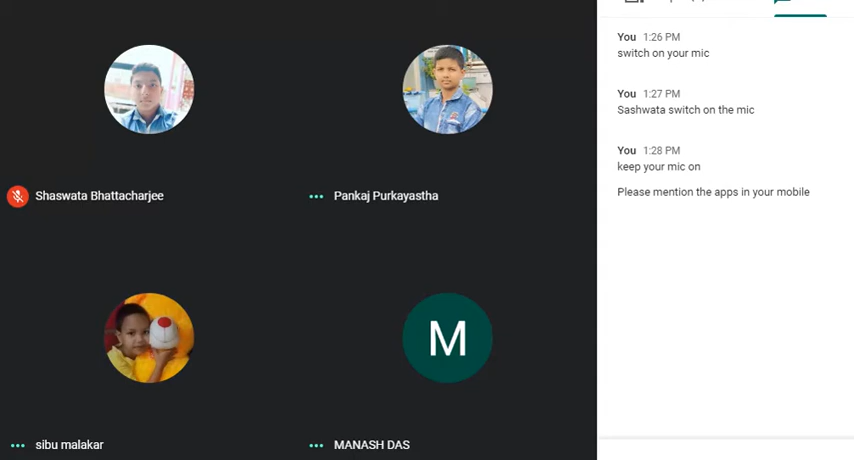 Shaswata Bhattacharjee
Pankaj Purkayastha
M
sibu malakar
MANASH DAS
You 1:26 PM
switch on your mic
You 1:27 PM
Sashwata switch on the mic
You 1:28 PM
keep your mic on
Please mention the apps in your mobile